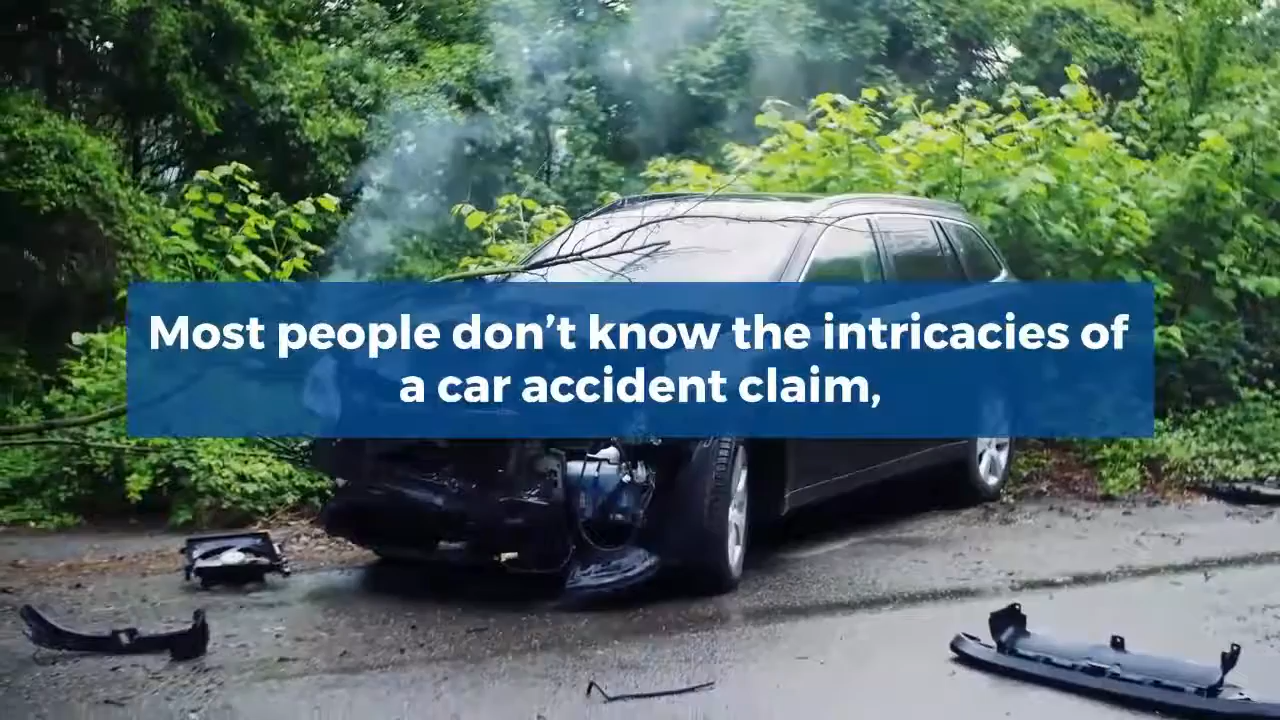 Most people don’t know the intricacies of
a car accident claim,